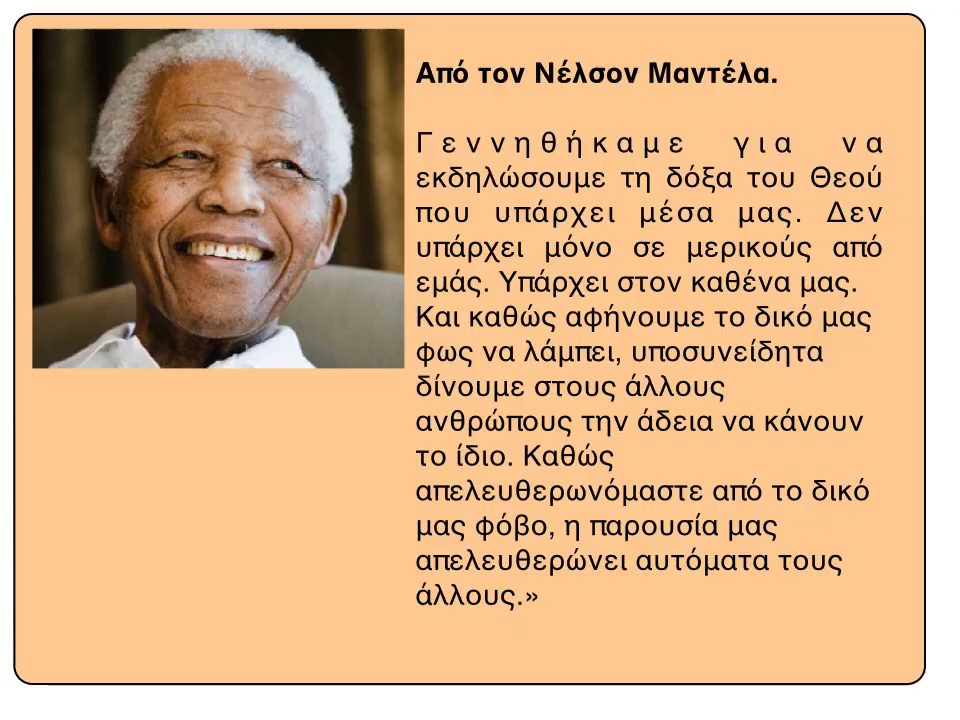 Από τον Νέλσον Μαντέλα.
Γεννηθήκαμε για να
εκδηλώσουμε τη δόξα του Θεού
που υπάρχει μέσα μας. Δεν
υπάρχει μόνο σε μερικούς από
εμάς. Υπάρχει στον καθένα μας.
Και καθώς αφήνουμε το δικό μας
φως να λάμπει, υποσυνείδητα
δίνουμε στους άλλους
ανθρώπους την άδεια να κάνουν
το ίδιο. Καθώς
απελευθερωνόμαστε από το δικό
μας φόβο, η παρουσία μας
απελευθερώνει αυτόματα τους
άλλους.»